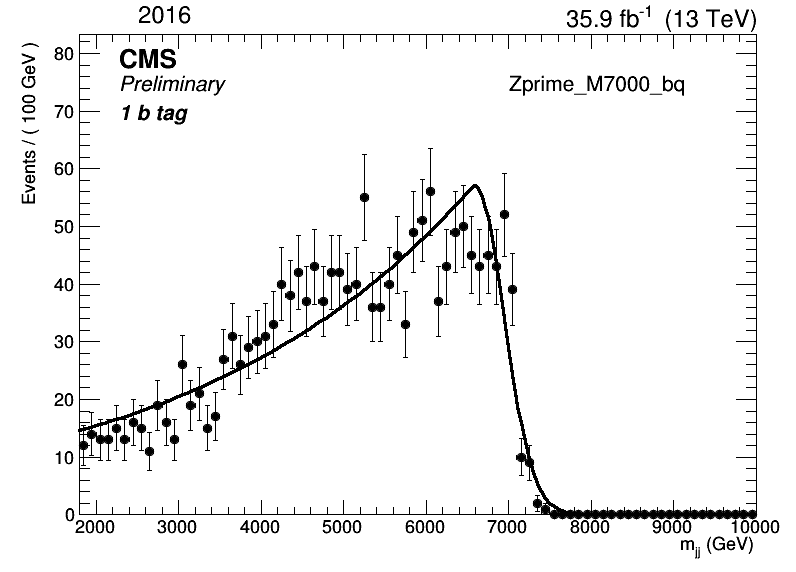 2016 35.9 fb-1 (13 TeV)
CMS
Preliminary
1 b tag
Zprime_M7000_bq
Events / ( 100 GeV )
80
70
60
50
40
30
20
10
0
2000 3000 4000 5000 6000 7000 8000 9000 10000
mjj (GeV)